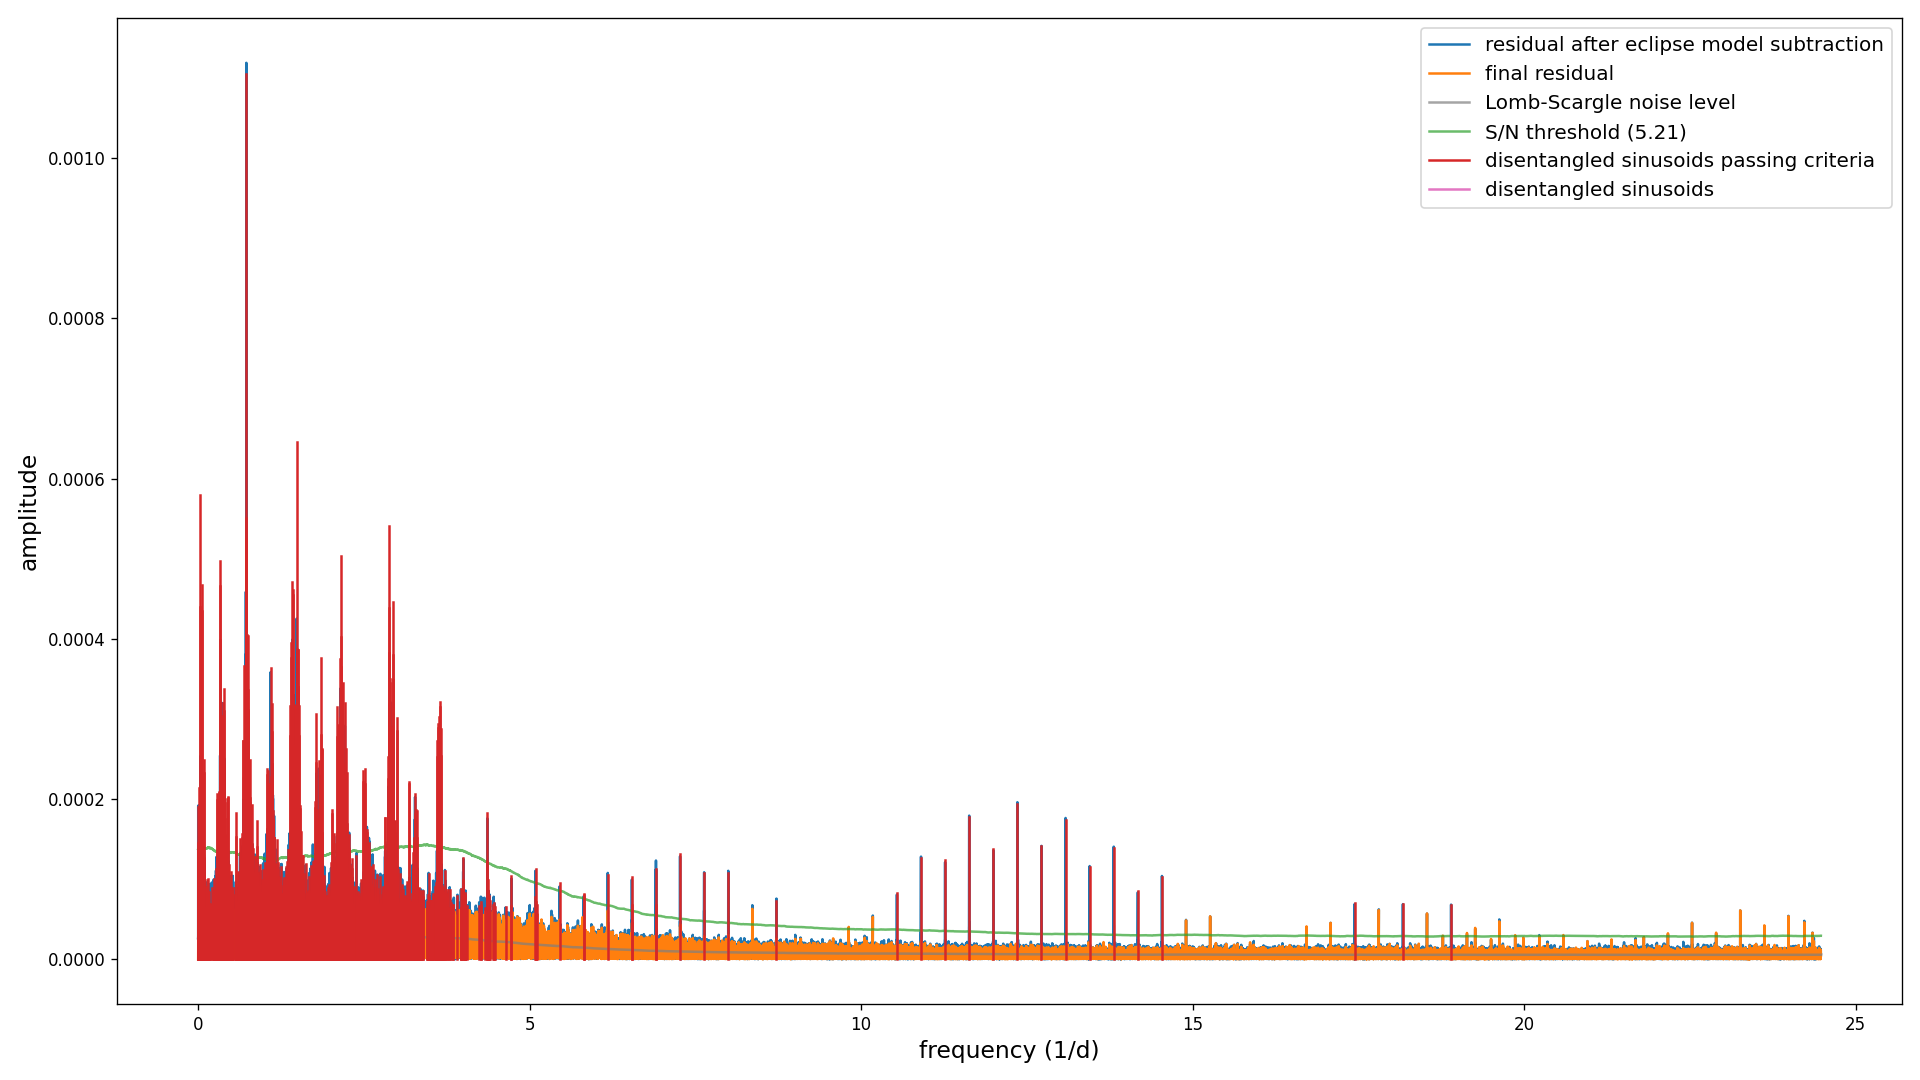 residual after eclipse model subtraction
final residual
Lomb-Scargle noise level
S/N threshold (5.21)
disentangled sinusoids passing criteria
disentangled sinusoids
amplitude
0.0010
0.0008
0.0006
0.0004
0.0002
0.0000
0 5 10 15 20 25
frequency (1/d)